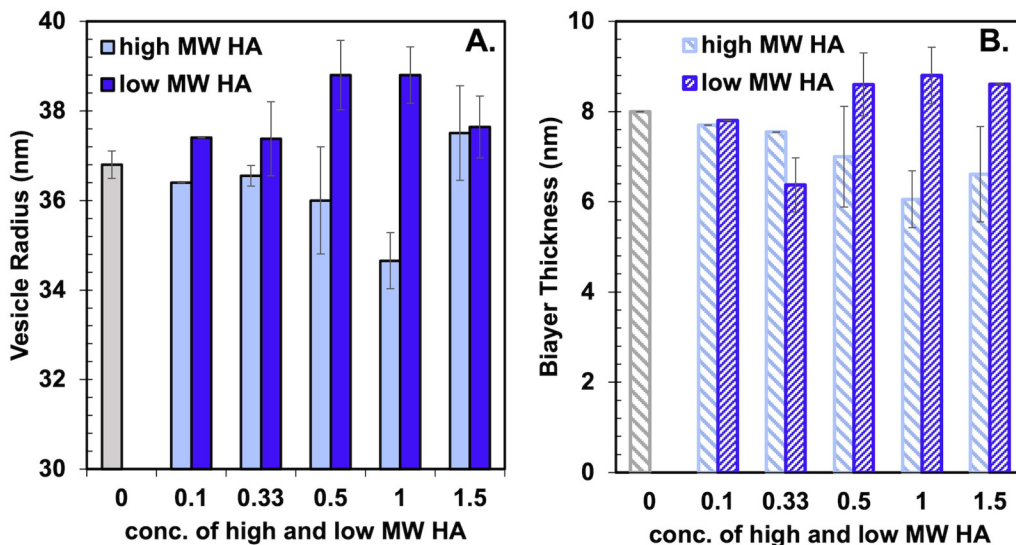 A.
high MW HA
low MW HA
Vesicle Radius (nm)
40
38
36
34
32
30
0 0.1 0.33 0.5 1 1.5
conc. of high and low MW HA
B.
high MW HA
low MW HA
Biayer Thickness (nm)
10
8
6
4
2
0
0 0.1 0.33 0.5 1 1.5
conc. of high and low MW HA